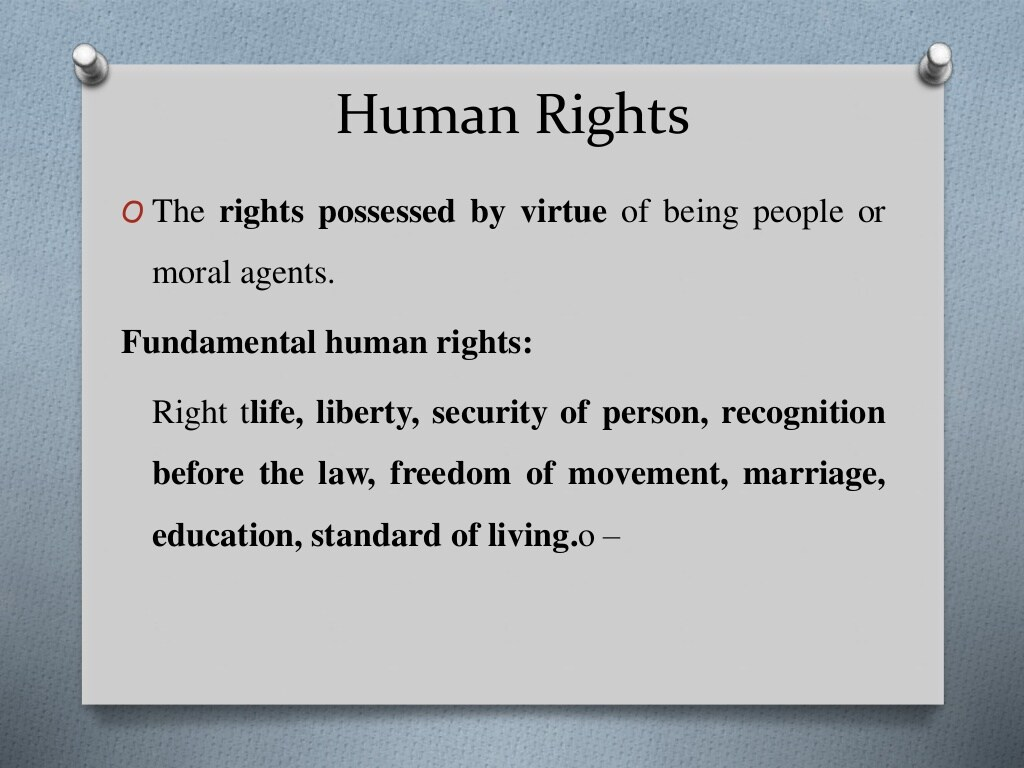 Human Rights
O The rights possessed by virtue of being people or
moral agents.
Fundamental human rights:
Right tlife, liberty, security of person, recognition
before the law, freedom of movement, marriage,
education, standard of living.o –